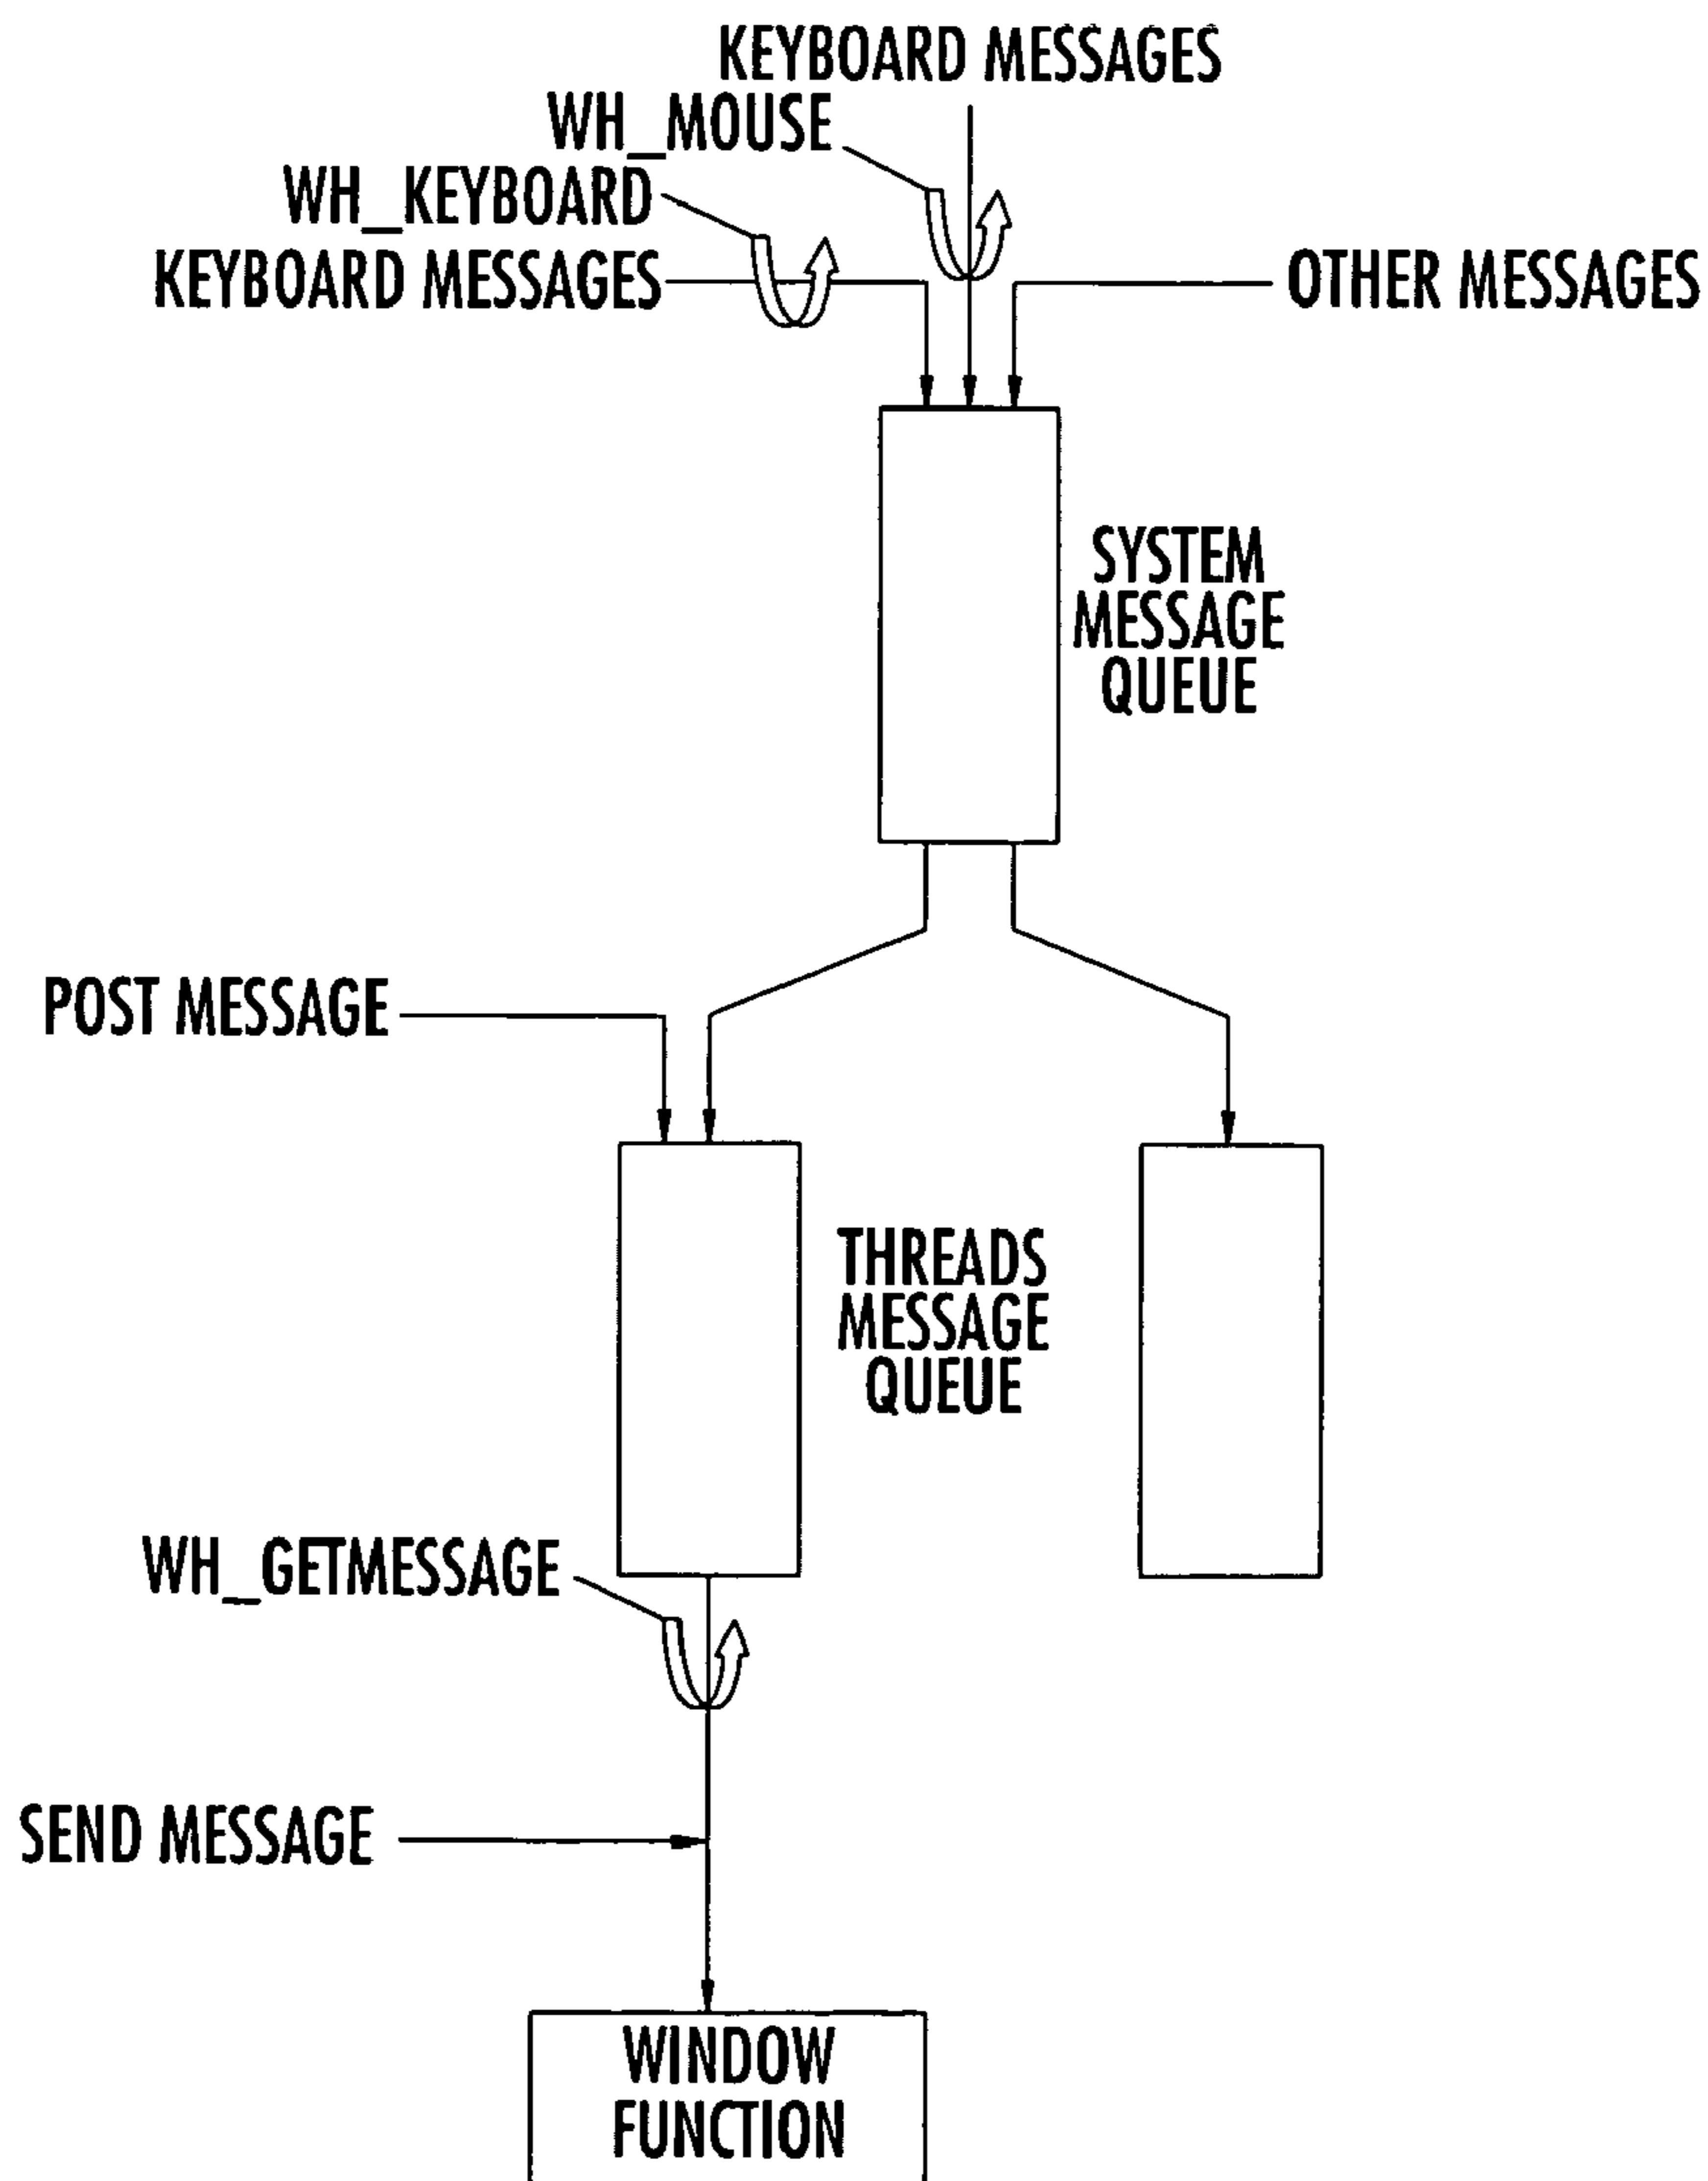 KEYBOARD MESSAGES
WH_MOUSE
WH_KEYBOARD
KEYBOARD MESSAGES
OTHER MESSAGES
SYSTEM
MESSAGE
QUEUE
POST MESSAGE
THREADS
MESSAGE
QUEUE
WH_GETMESSAGE
SEND MESSAGE
WINDOW
FUNCTION